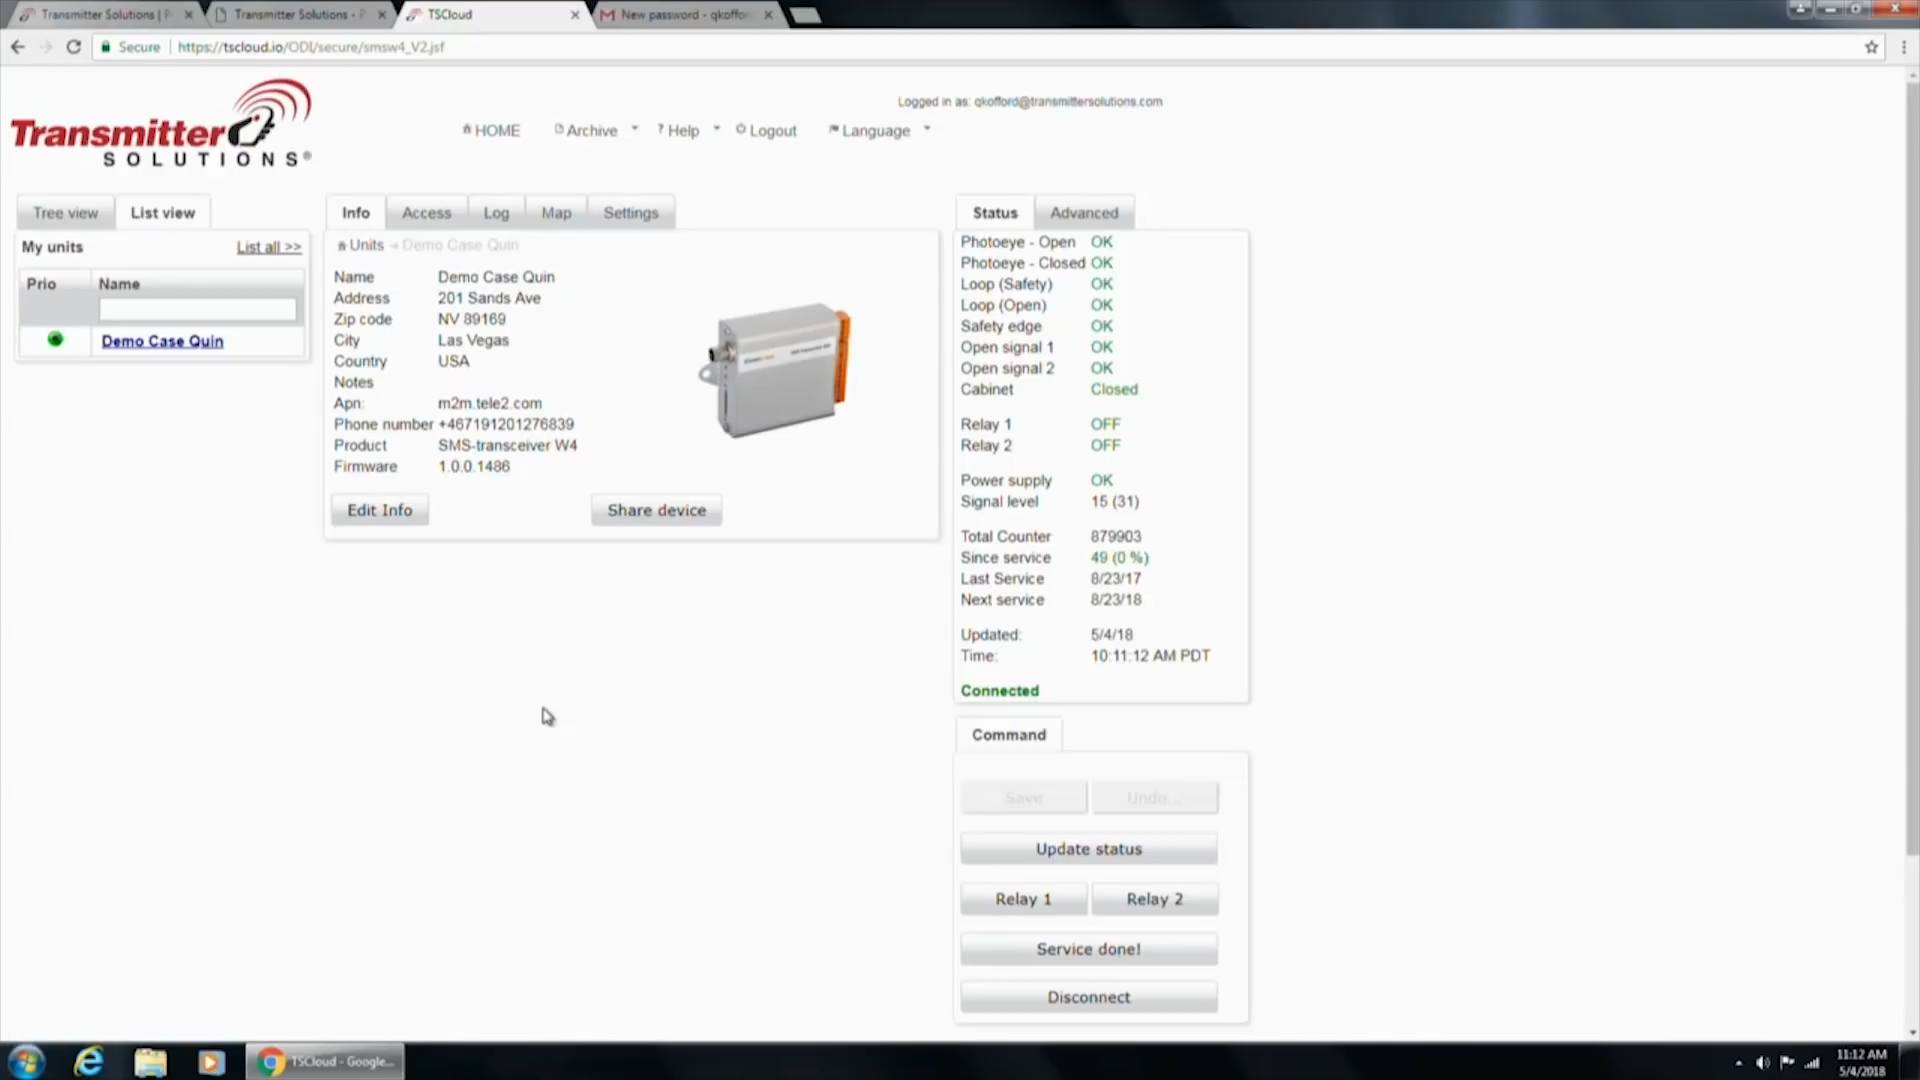 Transmitter Solutions | P
Transmitter Solutions - P
TSCloud
New password - qkoffor
Secure
https://tscloud.io/ODI/secure/smsw4_V2.jsf
Transmitter
SOLUTIONS®
Logged in as: qkofford@transmittersolutions.com
HOME
Archive
? Help
Logout
Language
Tree view
List view
My units
List all >>
Prio
Name
Demo Case Quin
Info
Access
Log
Map
Settings
Units
Demo Case Quin
Name Demo Case Quin
Address 201 Sands Ave
Zip code NV 89169
City Las Vegas
Country USA
Notes
Apn: m2m.tele2.com
Phone number +467191201276839
Product SMS-transceiver W4
Firmware 1.0.0.1486
Edit Info
Share device
Status
Advanced
Photoeye - Open OK
Photoeye - Closed OK
Loop (Safety) OK
Loop (Open) OK
Safety edge OK
Open signal 1 OK
Open signal 2 OK
Cabinet Closed
Relay 1 OFF
Relay 2 OFF
Power supply OK
Signal level 15 (31)
Total Counter 879903
Since service 49 (0 %)
Last Service 8/23/17
Next service 8/23/18
Updated: 5/4/18
Time: 10:11:12 AM PDT
Connected
Command
Save
Undo...
Update status
Relay 1
Relay 2
Service done!
Disconnect
TSCloud - Google...
11:12 AM
5/4/2018